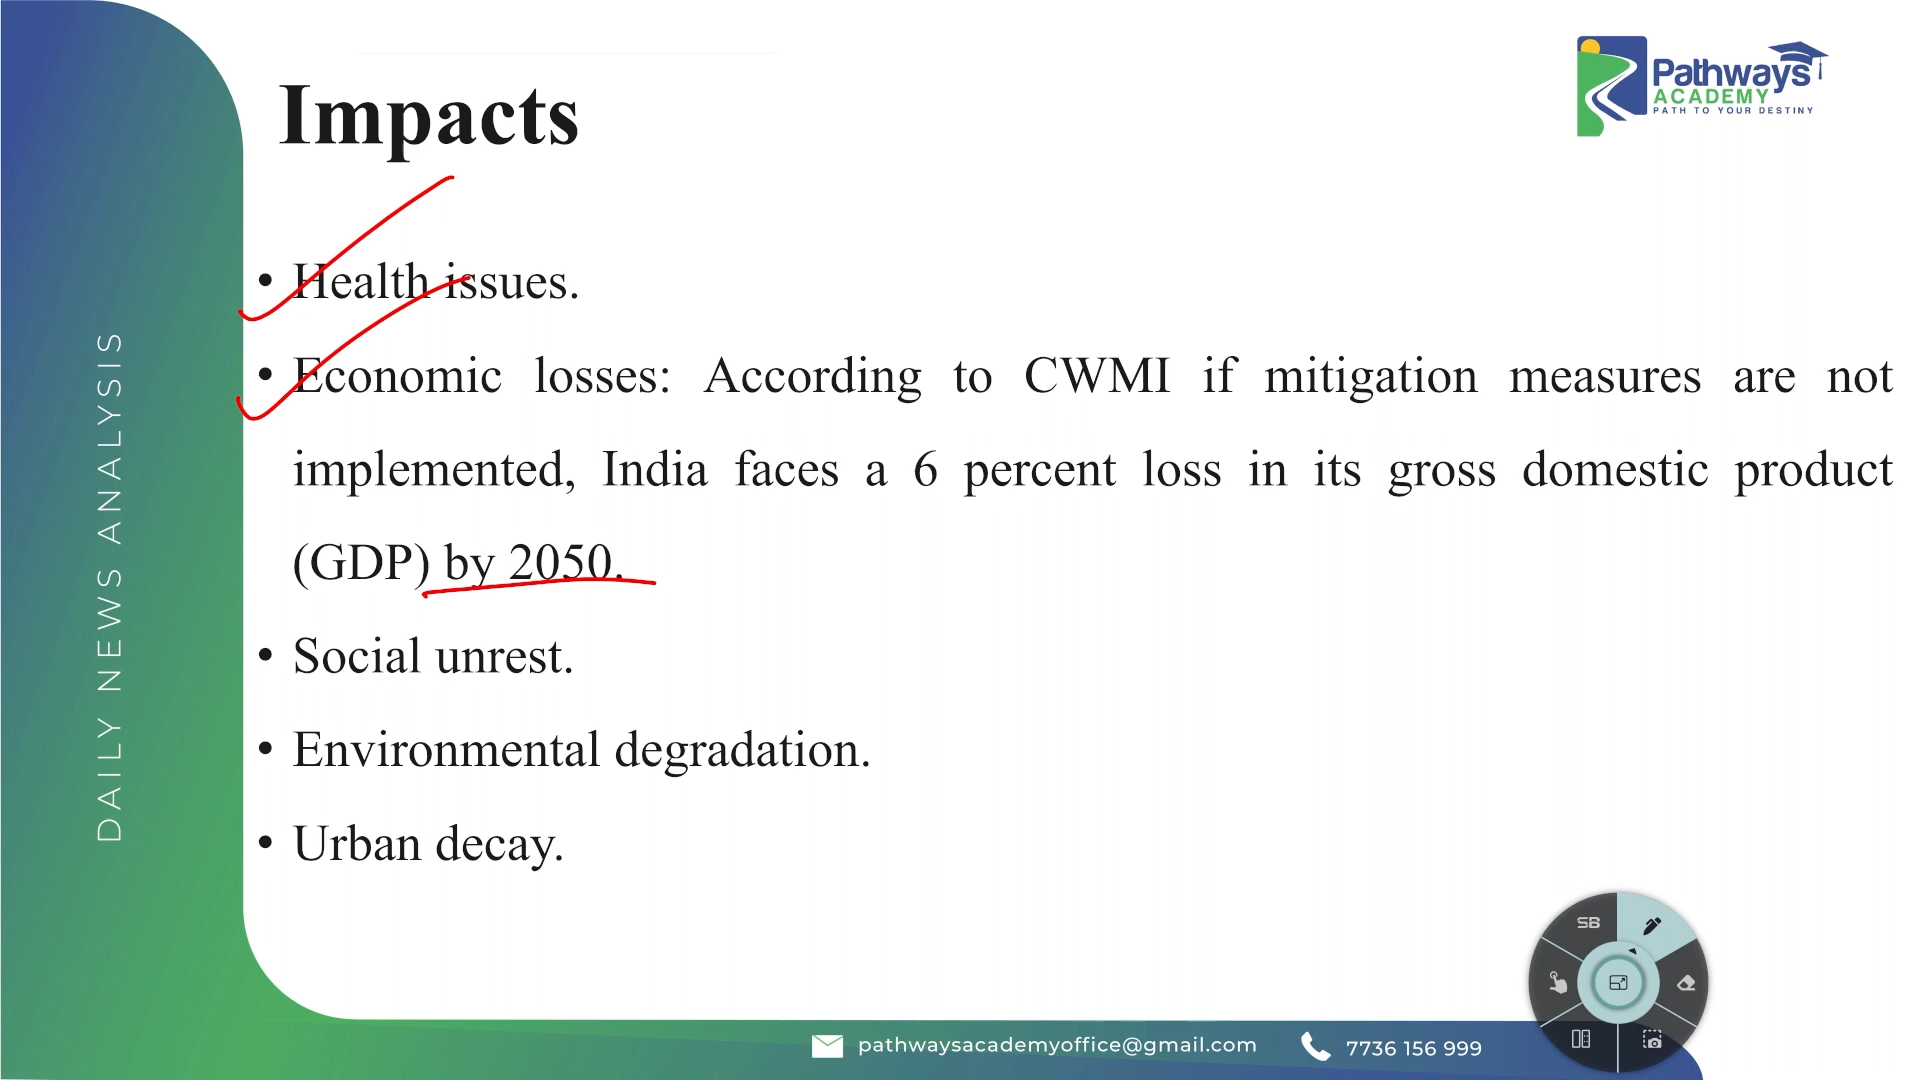 Impacts
Pathways
ACADEMY
PATH TO YOUR DESTINY
• Health issues.
• Economic losses: According to CWMI if mitigation measures are not
implemented, India faces a 6 percent loss in its gross domestic product
(GDP) by 2050.
• Social unrest.
• Environmental degradation.
• Urban decay.
DAILY NEWS ANALYSIS
SB
pathwaysacademyoffice@gmail.com
7736 156 999